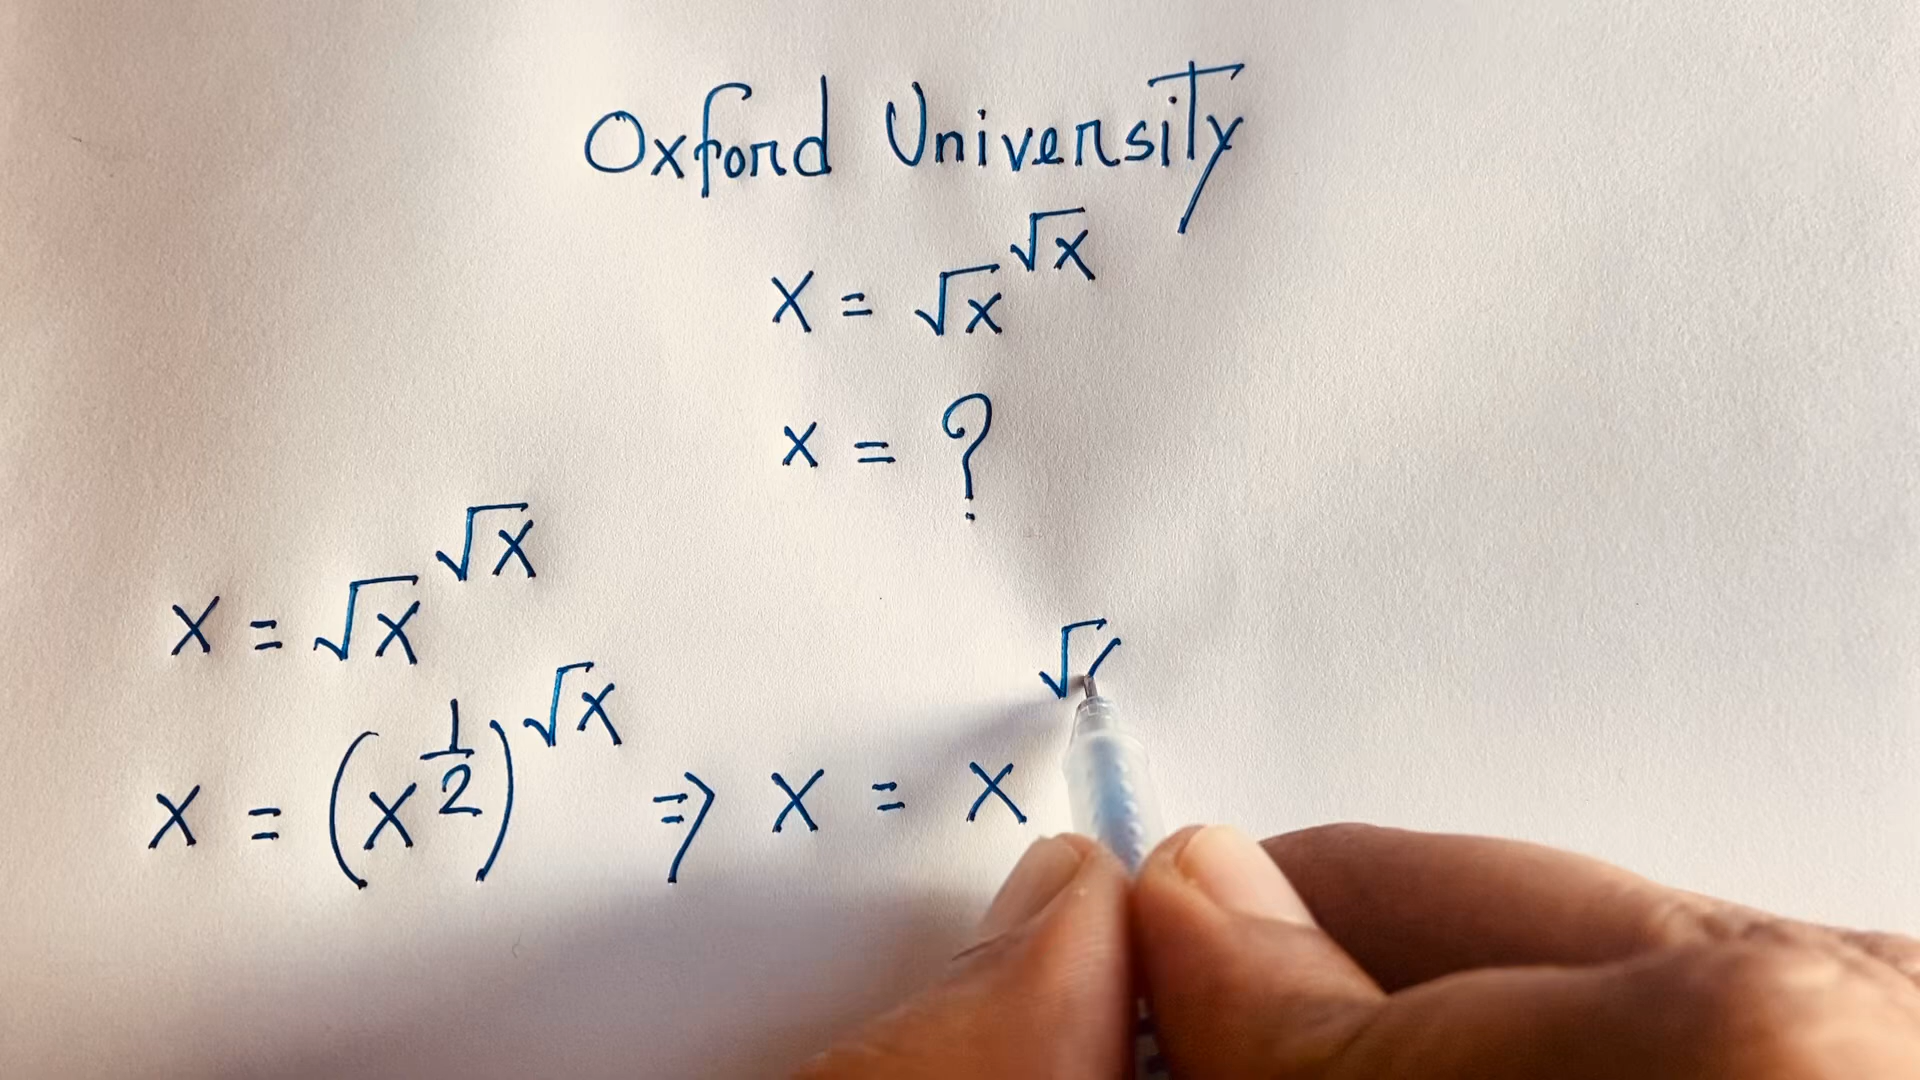 Oxford University
x = √x^√x
x = ?
x = √x^√x
x = (x^(1/2))^√x ⇒ x = x^√